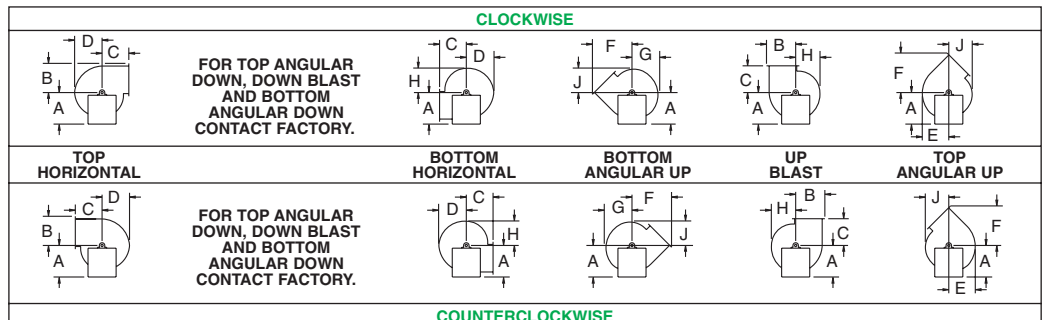 CLOCKWISE
D C
B
A
FOR TOP ANGULAR
DOWN, DOWN BLAST
AND BOTTOM
ANGULAR DOWN
CONTACT FACTORY.
C D
H
A
F G
J
A
B H
C
A
J
F
A
E
TOP
HORIZONTAL
BOTTOM
HORIZONTAL
BOTTOM
ANGULAR UP
UP
BLAST
TOP
ANGULAR UP
C D
B
A
FOR TOP ANGULAR
DOWN, DOWN BLAST
AND BOTTOM
ANGULAR DOWN
CONTACT FACTORY.
D C
H
A
G F
J
A
H B
C
A
J
F
A
E
COUNTERCLOCKWISE